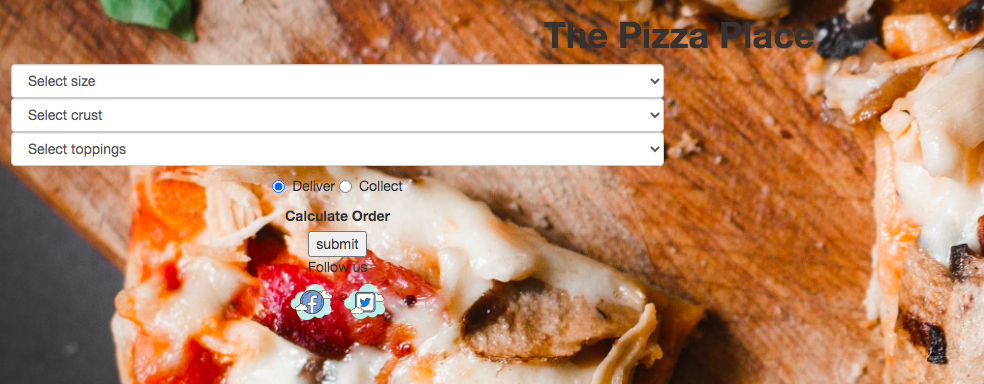 The Pizza Place
Select size
Select crust
Select toppings
Deliver Collect
Calculate Order
submit
Follow us
f